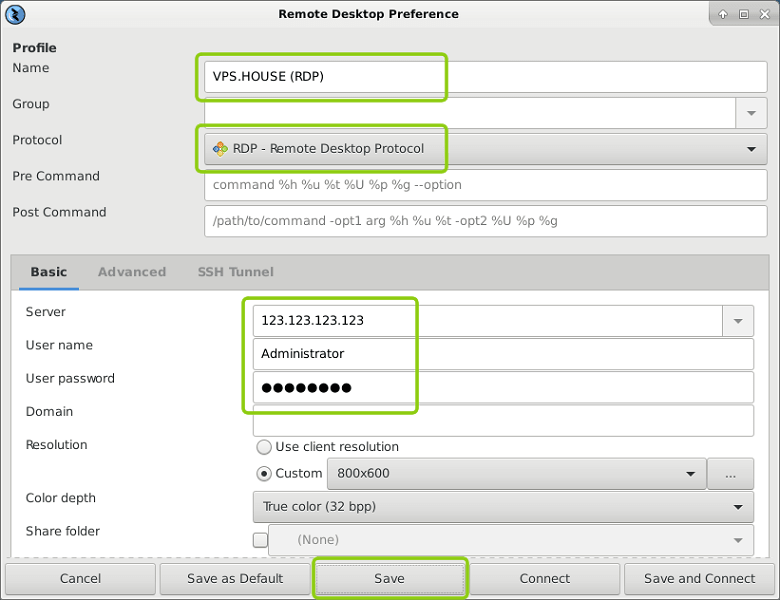 Remote Desktop Preference
Profile
Name VPS.HOUSE (RDP)
Group
Protocol RDP - Remote Desktop Protocol
Pre Command command %h %u %t %U %p %g --option
Post Command /path/to/command -opt1 arg %h %u %t -opt2 %U %p %g
Basic Advanced SSH Tunnel
Server 123.123.123.123
User name Administrator
User password ●●●●●●●●
Domain
Resolution Use client resolution
Custom 800x600 ...
Color depth True color (32 bpp)
Share folder (None)
Cancel Save as Default Save Connect Save and Connect